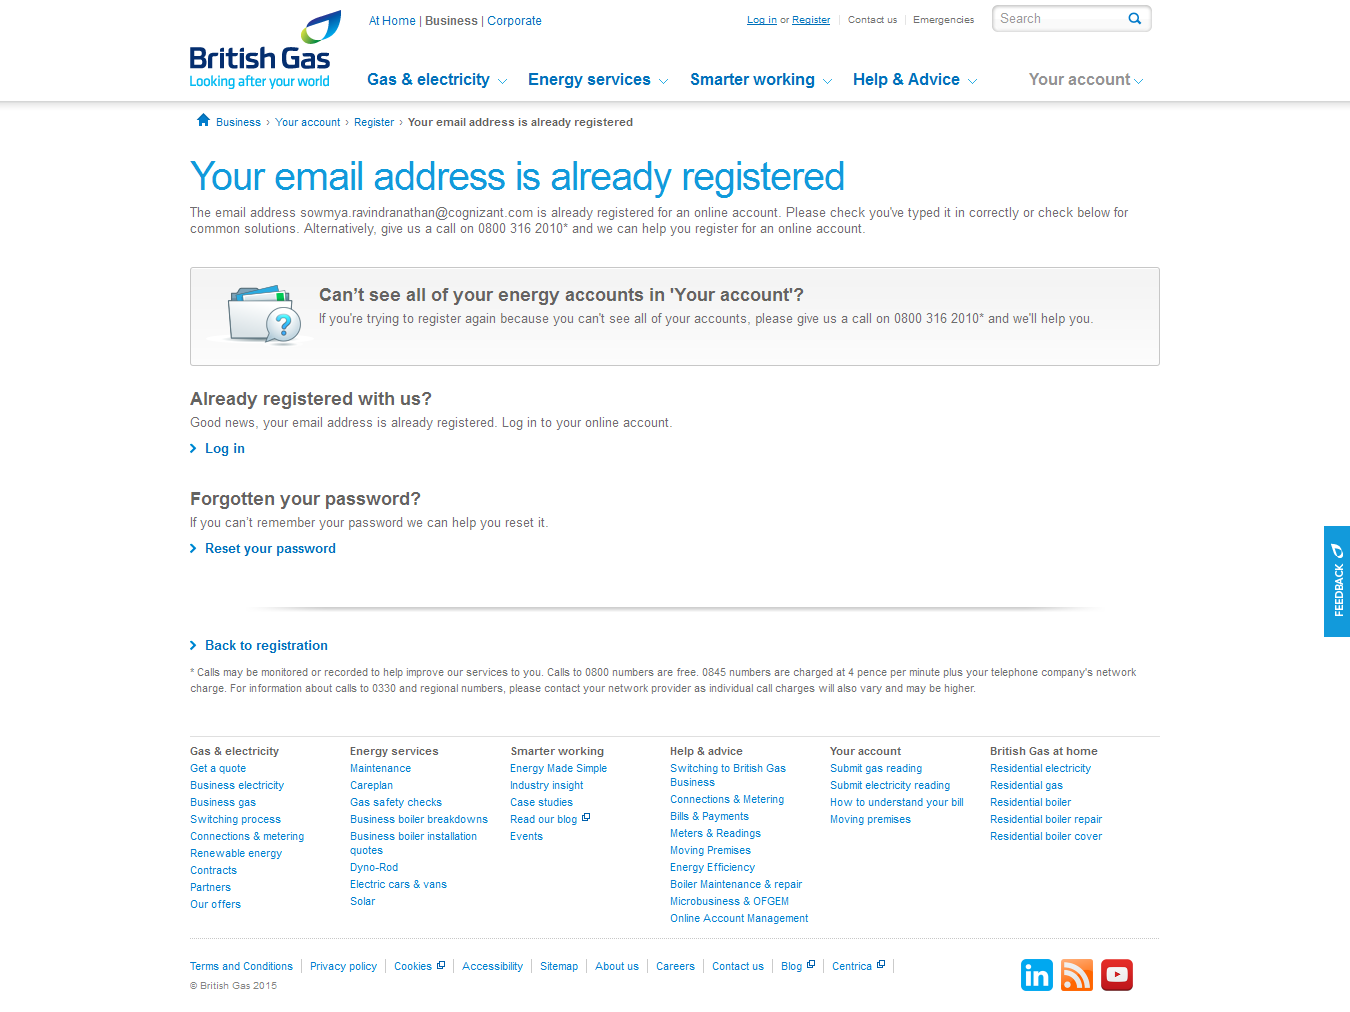 At Home | Business | Corporate
Log in or Register
Contact us
Emergencies
Search
British Gas
Looking after your world
Gas & electricity
Energy services
Smarter working
Help & Advice
Your account
Business › Your account › Register › Your email address is already registered
Your email address is already registered
The email address sowmya.ravindranathan@cognizant.com is already registered for an online account. Please check you've typed it in correctly or check below for
common solutions. Alternatively, give us a call on 0800 316 2010* and we can help you register for an online account.
Can’t see all of your energy accounts in 'Your account'?
If you're trying to register again because you can't see all of your accounts, please give us a call on 0800 316 2010* and we'll help you.
Already registered with us?
Good news, your email address is already registered. Log in to your online account.
Log in
Forgotten your password?
If you can’t remember your password we can help you reset it.
Reset your password
FEEDBACK
Back to registration
* Calls may be monitored or recorded to help improve our services to you. Calls to 0800 numbers are free. 0845 numbers are charged at 4 pence per minute plus your telephone company's network
charge. For information about calls to 0330 and regional numbers, please contact your network provider as individual call charges will also vary and may be higher.
Gas & electricity
Get a quote
Business electricity
Business gas
Switching process
Connections & metering
Renewable energy
Contracts
Partners
Our offers
Energy services
Maintenance
Careplan
Gas safety checks
Business boiler breakdowns
Business boiler installation
quotes
Dyno-Rod
Electric cars & vans
Solar
Smarter working
Energy Made Simple
Industry insight
Case studies
Read our blog
Events
Help & advice
Switching to British Gas
Business
Connections & Metering
Bills & Payments
Meters & Readings
Moving Premises
Energy Efficiency
Boiler Maintenance & repair
Microbusiness & OFGEM
Online Account Management
Your account
Submit gas reading
Submit electricity reading
How to understand your bill
Moving premises
British Gas at home
Residential electricity
Residential gas
Residential boiler
Residential boiler repair
Residential boiler cover
Terms and Conditions
Privacy policy
Cookies
Accessibility
Sitemap
About us
Careers
Contact us
Blog
Centrica
in
© British Gas 2015